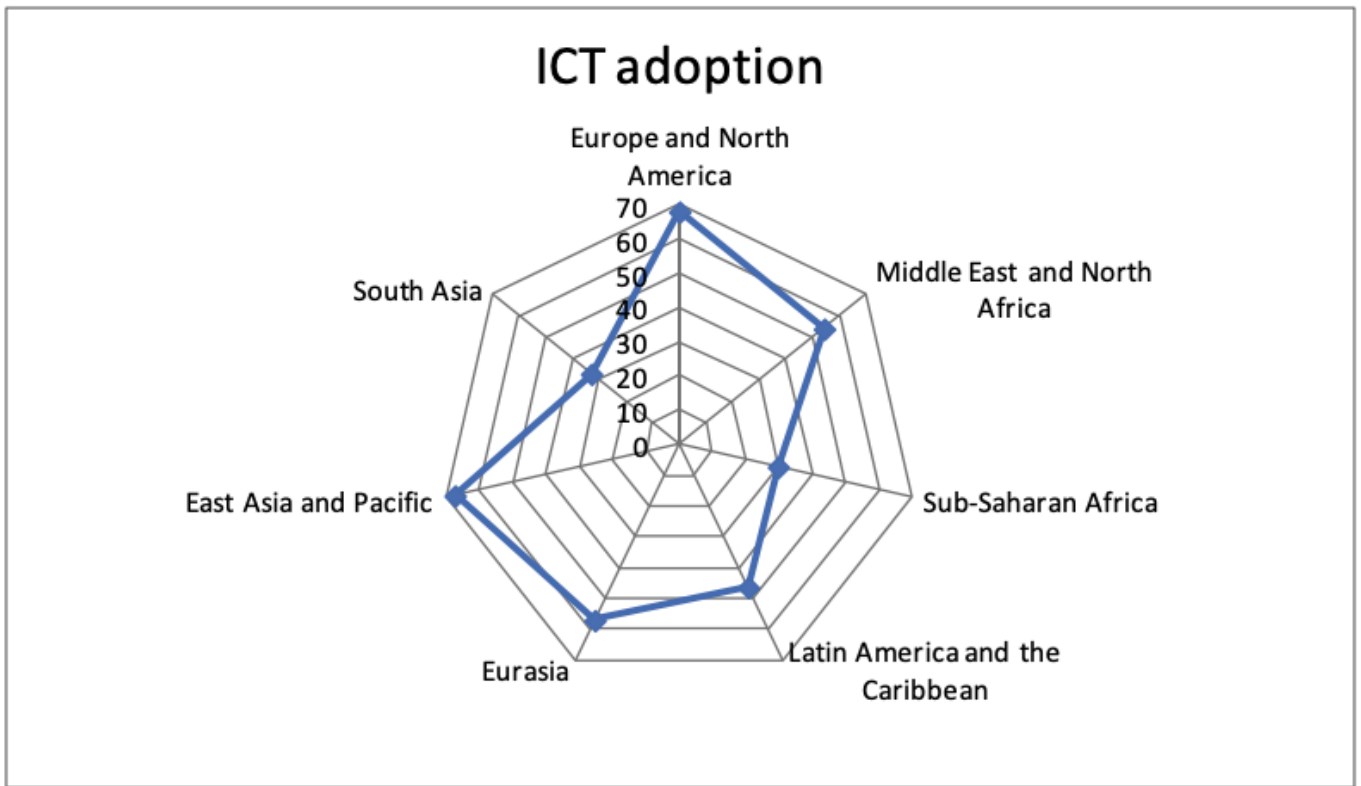 ICT adoption
Europe and North
America
70
60
50
40
30
20
10
0
Middle East and North
Africa
South Asia
East Asia and Pacific
Sub-Saharan Africa
Eurasia
Latin America and the
Caribbean